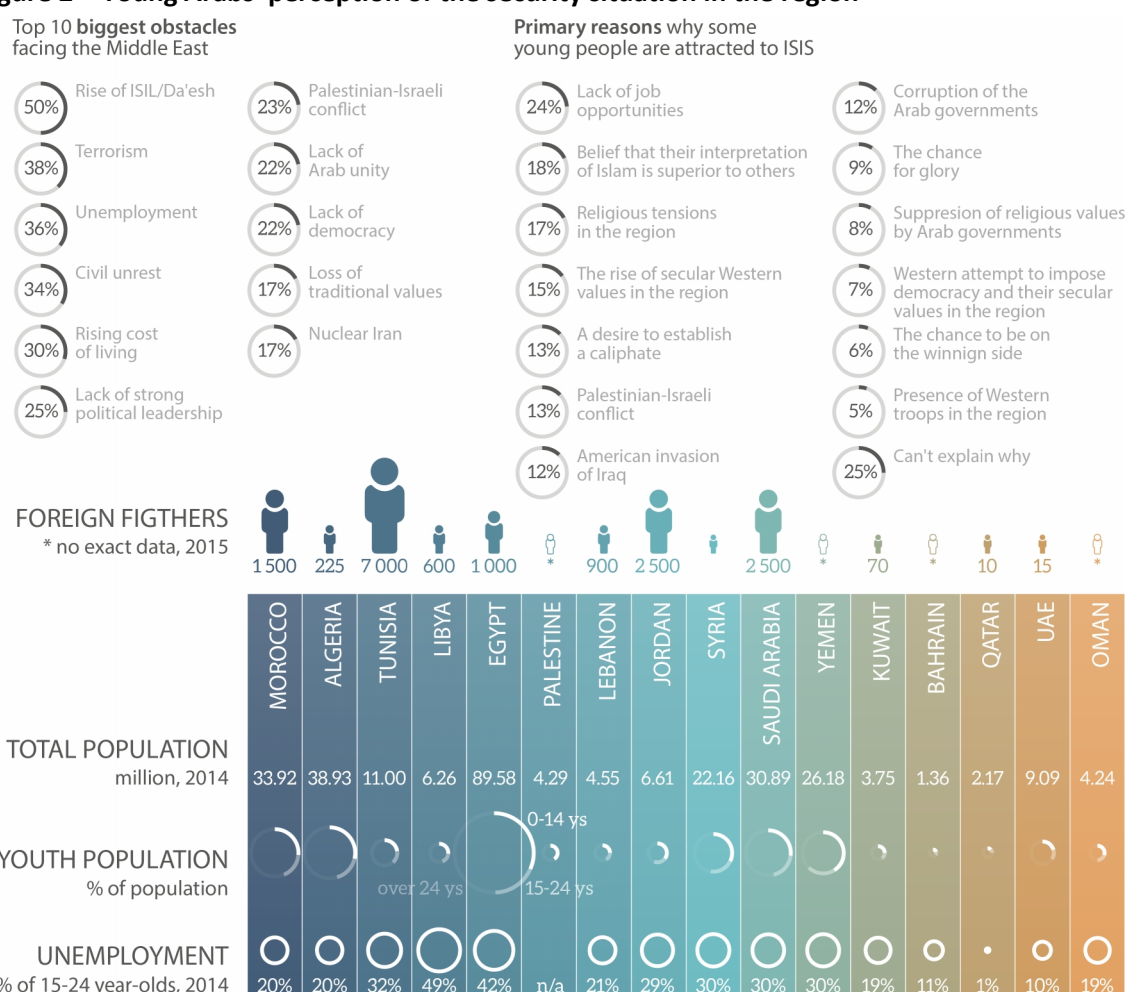 Top 10 biggest obstacles
facing the Middle East
50% Rise of ISIL/Da'esh
38% Terrorism
36% Unemployment
34% Civil unrest
30% Rising cost
of living
25% Lack of strong
political leadership
23% Palestinian-Israeli
conflict
22% Lack of
Arab unity
22% Lack of
democracy
17% Loss of
traditional values
17% Nuclear Iran
Primary reasons why some
young people are attracted to ISIS
24% Lack of job
opportunities
18% Belief that their interpretation
of Islam is superior to others
17% Religious tensions
in the region
15% The rise of secular Western
values in the region
13% A desire to establish
a caliphate
13% Palestinian-Israeli
conflict
12% American invasion
of Iraq
12% Corruption of the
Arab governments
9% The chance
for glory
8% Suppresion of religious values
by Arab governments
7% Western attempt to impose
democracy and their secular
values in the region
6% The chance to be on
the winnign side
5% Presence of Western
troops in the region
25% Can't explain why
FOREIGN FIGTHERS
* no exact data, 2015
1 500 225 7 000 600 1 000 * 900 2 500 2 500 * 70 * 10 15 *
MOROCCO ALGERIA TUNISIA LIBYA EGYPT PALESTINE LEBANON JORDAN SYRIA SAUDI ARABIA YEMEN KUWAIT BAHRAIN QATAR UAE OMAN
TOTAL POPULATION
million, 2014
33.92 38.93 11.00 6.26 89.58 4.29 4.55 6.61 22.16 30.89 26.18 3.75 1.36 2.17 9.09 4.24
YOUTH POPULATION
% of population
0-14 ys
over 24 ys
15-24 ys
UNEMPLOYMENT
% of 15-24 year-olds, 2014
20% 20% 32% 49% 42% n/a 21% 29% 30% 30% 30% 19% 11% 1% 10% 19%